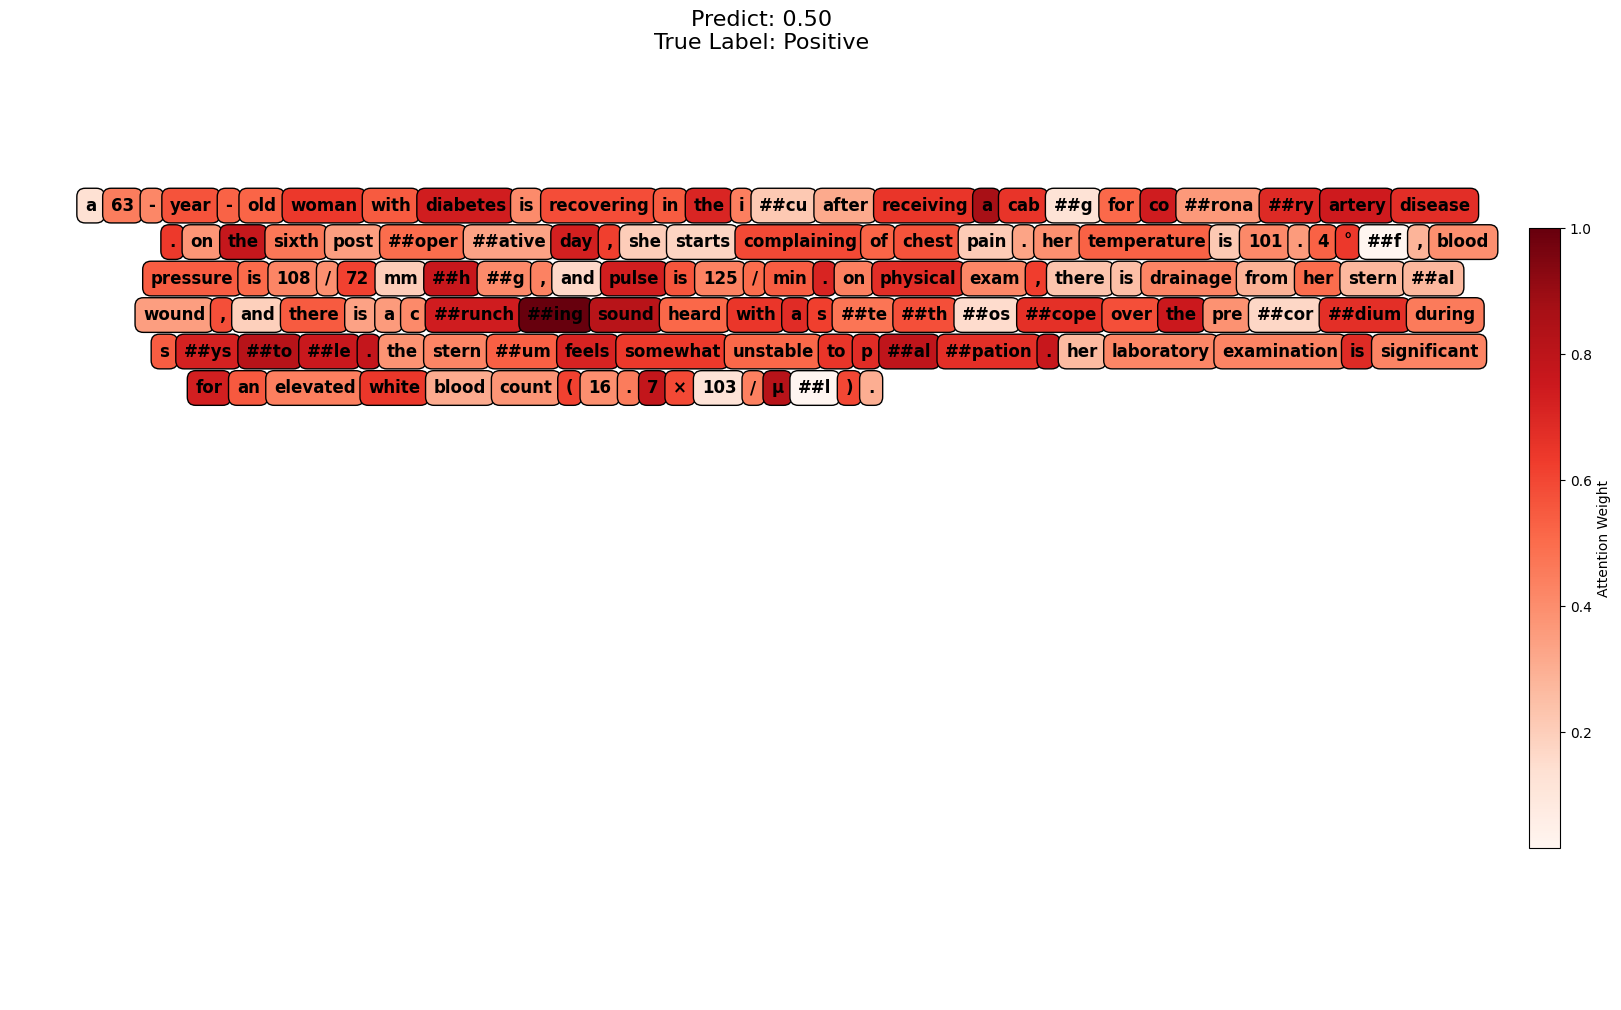 Predict: 0.50
True Label: Positive
a 63 - year - old woman with diabetes is recovering in the i ##cu after receiving a cab ##g for co ##rona ##ry artery disease
. on the sixth post ##oper ##ative day , she starts complaining of chest pain . her temperature is 101 . 4 ° ##f , blood
pressure is 108 / 72 mm ##h ##g , and pulse is 125 / min . on physical exam , there is drainage from her stern ##al
wound , and there is a c ##runch ##ing sound heard with a s ##te ##th ##os ##cope over the pre ##cor ##dium during
s ##ys ##to ##le . the stern ##um feels somewhat unstable to p ##al ##pation . her laboratory examination is significant
for an elevated white blood count ( 16 . 7 × 103 / μ ##l ) .
1.0
0.8
0.6
0.4
0.2
Attention Weight